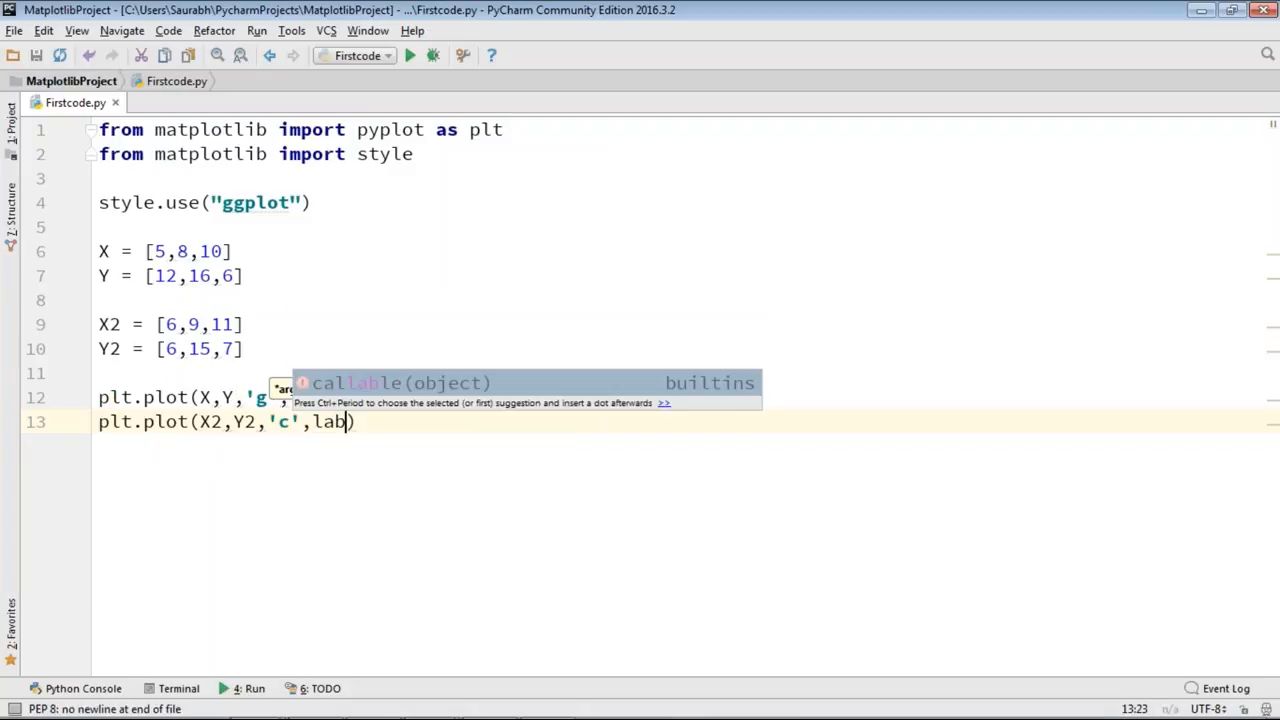 MatplotlibProject - [C:\Users\Saurabh\PycharmProjects\MatplotlibProject] - ...\Firstcode.py - PyCharm Community Edition 2016.3.2
File Edit View Navigate Code Refactor Run Tools VCS Window Help
Firstcode
MatplotlibProject Firstcode.py
Firstcode.py
1: Project
Z: Structure
2: Favorites
1 from matplotlib import pyplot as plt
2 from matplotlib import style
3
4 style.use("ggplot")
5
6 X = [5,8,10]
7 Y = [12,16,6]
8
9 X2 = [6,9,11]
10 Y2 = [6,15,7]
11
callable(object) builtins
12 plt.plot(X,Y,'g ,
*arg
Press Ctrl+Period to choose the selected (or first) suggestion and insert a dot afterwards >>
13 plt.plot(X2,Y2,'c',lab)
Python Console Terminal 4: Run 6: TODO Event Log
PEP 8: no newline at end of file 13:23 n/a UTF-8